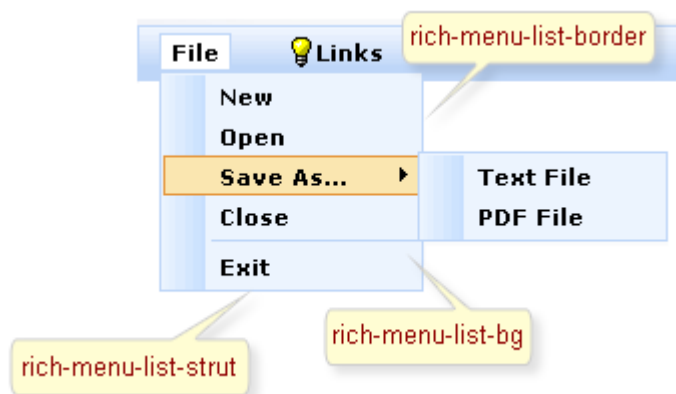 File
Links
rich-menu-list-border
New
Open
Save As...
Text File
Close
PDF File
Exit
rich-menu-list-bg
rich-menu-list-strut